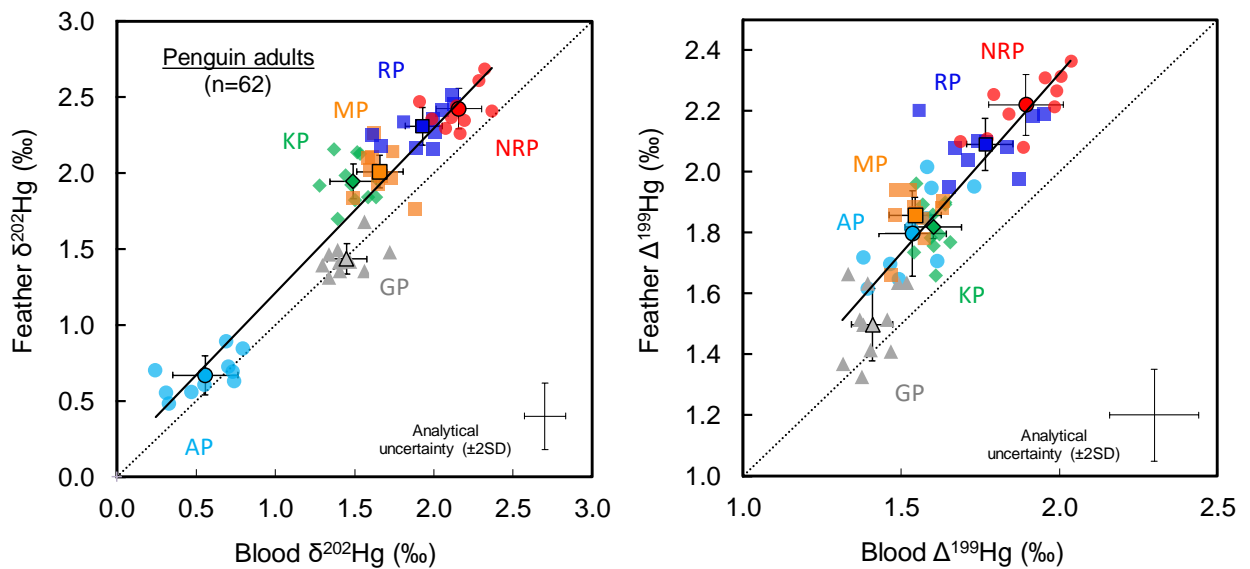 Penguin adults
(n=62)
RP
MP
KP
NRP
GP
AP
Analytical
uncertainty (±2SD)
3.0
2.5
2.0
1.5
1.0
0.5
0.0
0.0 0.5 1.0 1.5 2.0 2.5 3.0
Feather δ²⁰²Hg (‰)
Blood δ²⁰²Hg (‰)
NRP
RP
MP
AP
KP
GP
Analytical
uncertainty (±2SD)
2.4
2.2
2.0
1.8
1.6
1.4
1.2
1.0
1.0 1.5 2.0 2.5
Feather Δ¹⁹⁹Hg (‰)
Blood Δ¹⁹⁹Hg (‰)